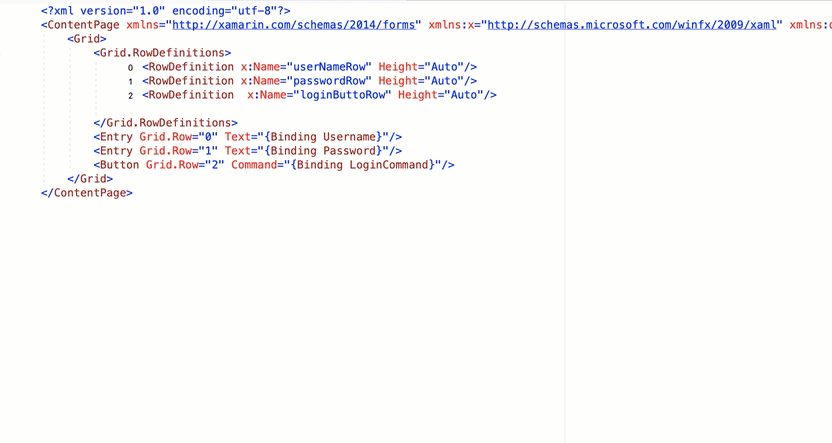 <?xml version="1.0" encoding="utf-8"?>
<ContentPage xmlns="http://xamarin.com/schemas/2014/forms" xmlns:x="http://schemas.microsoft.com/winfx/2009/xaml" xmlns:
<Grid>
<Grid.RowDefinitions>
0 <RowDefinition x:Name="userNameRow" Height="Auto"/>
1 <RowDefinition x:Name="passwordRow" Height="Auto"/>
2 <RowDefinition  x:Name="loginButtoRow" Height="Auto"/>
</Grid.RowDefinitions>
<Entry Grid.Row="0" Text="{Binding Username}"/>
<Entry Grid.Row="1" Text="{Binding Password}"/>
<Button Grid.Row="2" Command="{Binding LoginCommand}"/>
</Grid>
</ContentPage>